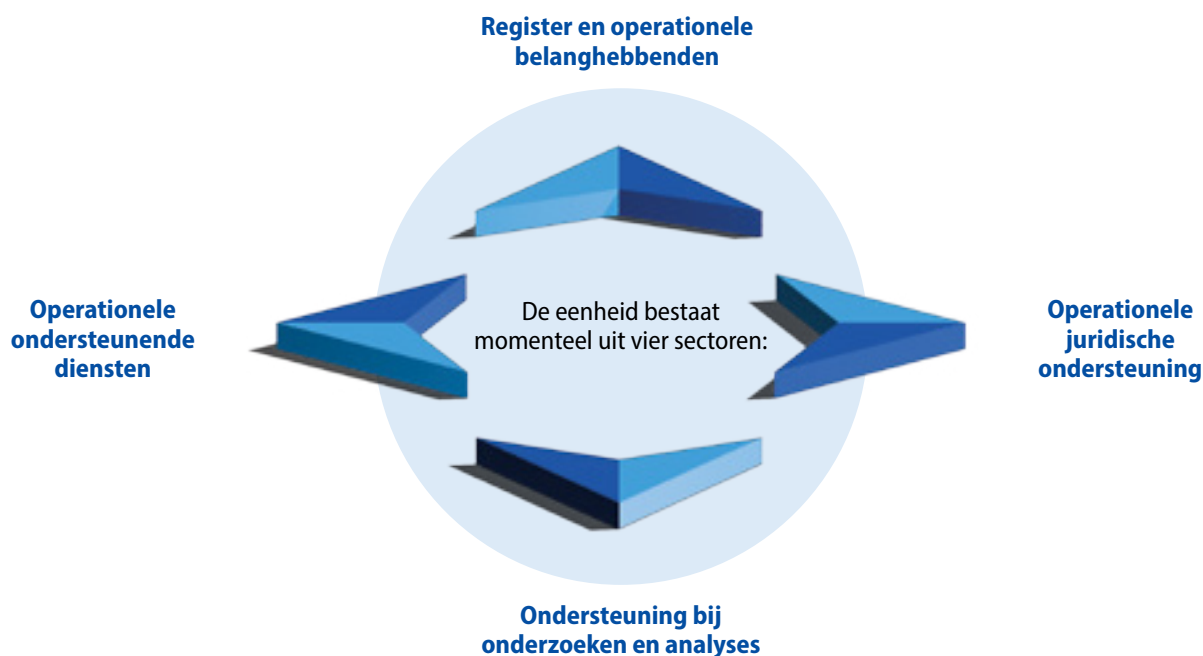 Register en operationele
belanghebbenden
Operationele
ondersteunende
diensten
De eenheid bestaat
momenteel uit vier sectoren:
Operationele
juridische
ondersteuning
Ondersteuning bij
onderzoeken en analyses